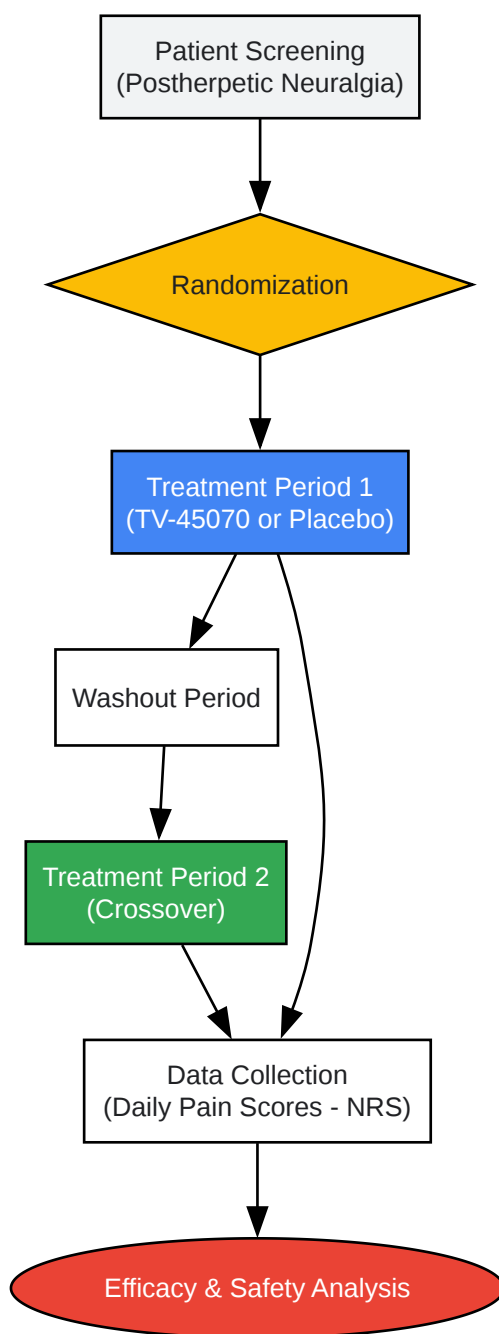 Patient Screening
(Postherpetic Neuralgia)
Randomization
Treatment Period 1
(TV-45070 or Placebo)
Washout Period
Treatment Period 2
(Crossover)
Data Collection
(Daily Pain Scores - NRS)
Efficacy & Safety Analysis